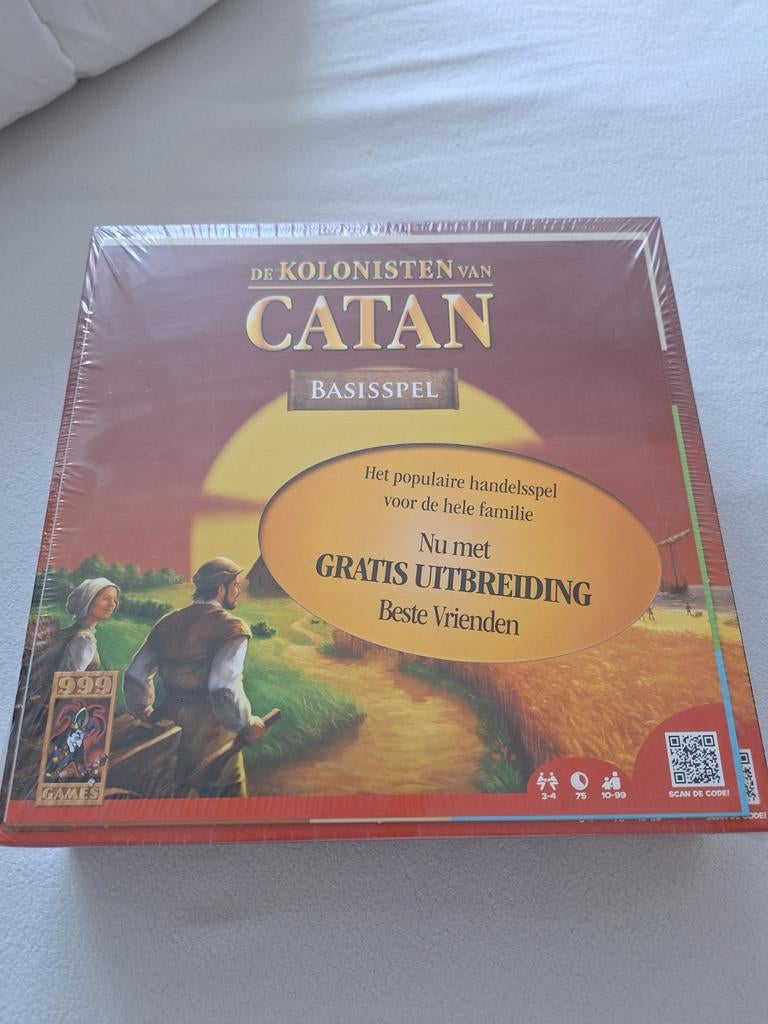 DE KOLONISTEN VAN
CATAN
BASISSPEL
Het populaire handelsspel
voor de hele familie
Nu met
GRATIS UITBREIDING
Beste Vrienden
999
GAMES
3-4 75 10-99
SCAN DE CODE!